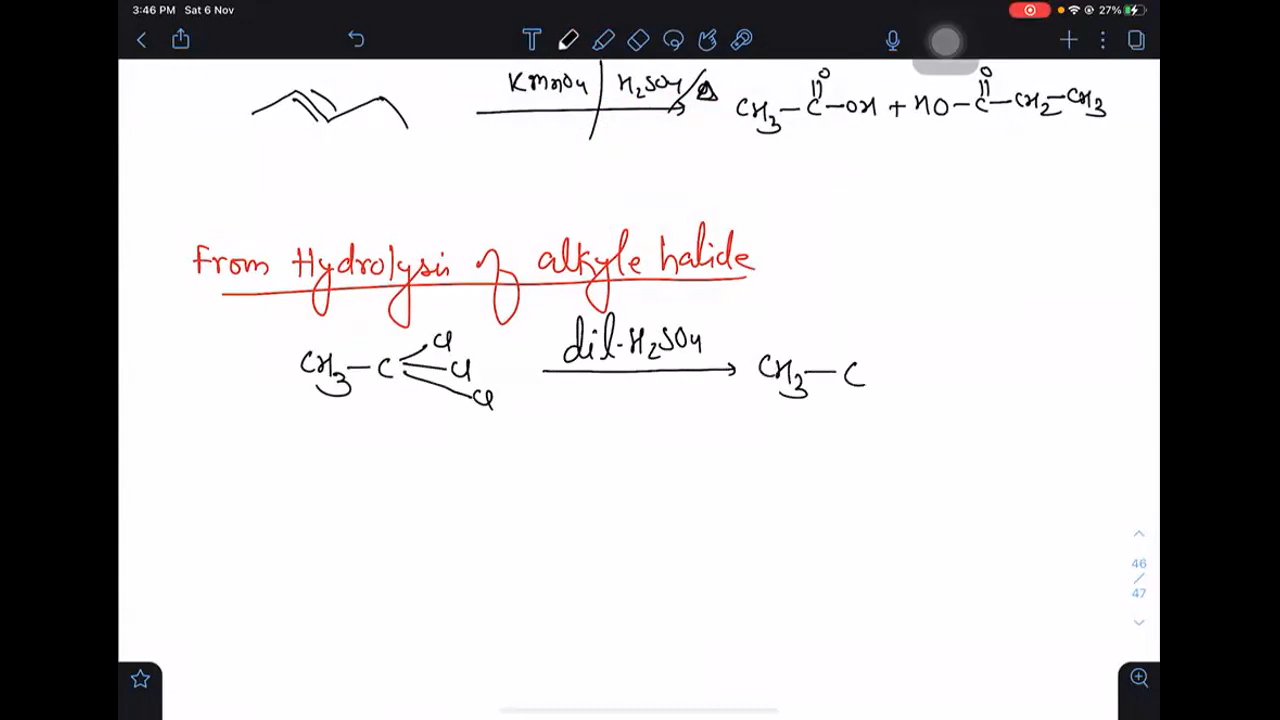 3:46 PM Sat 6 Nov 27%
T
KMnO4 H2SO4/Δ CH3-C-OH + HO-C-CH2-CH3
O O
From Hydrolysis of alkyle halide
CH3-C Cl Cl Cl dil-H2SO4 CH3-C
46
/
47